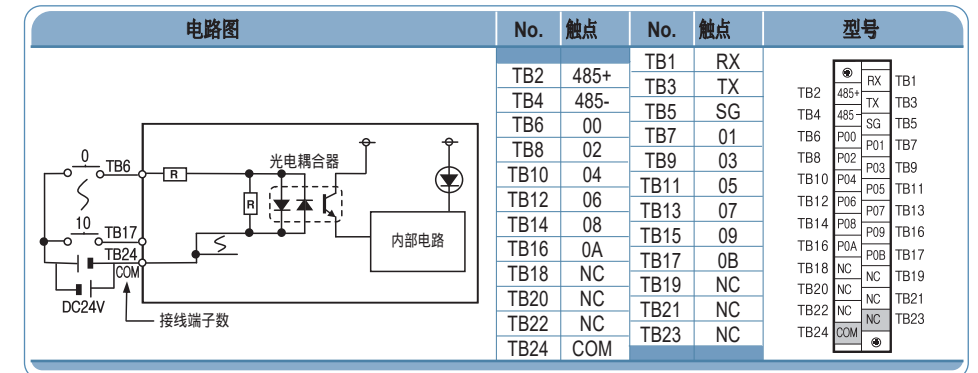 电路图 No. 触点 No. 触点 型号
TB1 RX
TB2 485+
TB3 TX
TB4 485-
TB5 SG
TB6 00
TB7 01
TB8 02
TB9 03
TB10 04
TB11 05
TB12 06
TB13 07
TB14 08
TB15 09
TB16 0A
TB17 0B
TB18 NC
TB19 NC
TB20 NC
TB21 NC
TB22 NC
TB23 NC
TB24 COM
0
TB6
R
光电耦合器
R
10
TB17
TB24
COM
DC24V
内部电路
接线端子数
RX TB1
TB2 485+
TX TB3
TB4 485-
SG TB5
TB6 P00
P01 TB7
TB8 P02
P03 TB9
TB10 P04
P05 TB11
TB12 P06
P07 TB13
TB14 P08
P09 TB16
TB16 P0A
P0B TB17
TB18 NC
NC TB19
TB20 NC
NC TB21
TB22 NC
NC TB23
TB24 COM